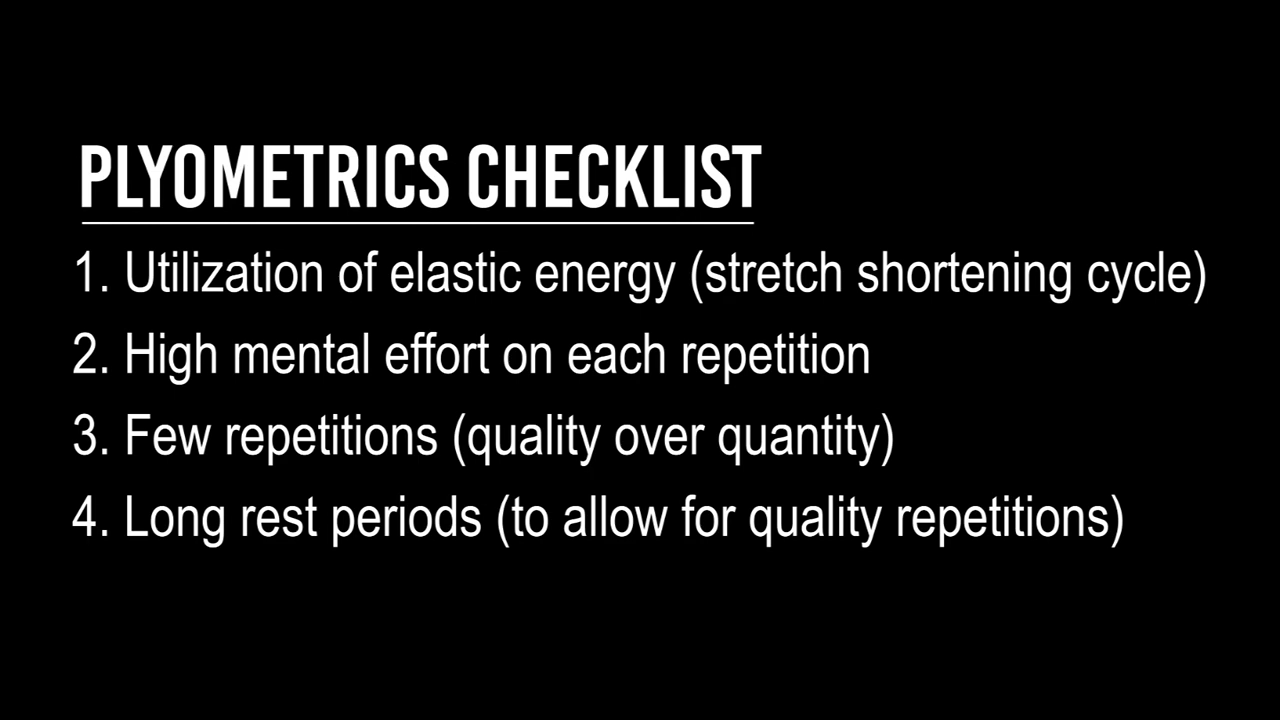 PLYOMETRICS CHECKLIST
1. Utilization of elastic energy (stretch shortening cycle)
2. High mental effort on each repetition
3. Few repetitions (quality over quantity)
4. Long rest periods (to allow for quality repetitions)